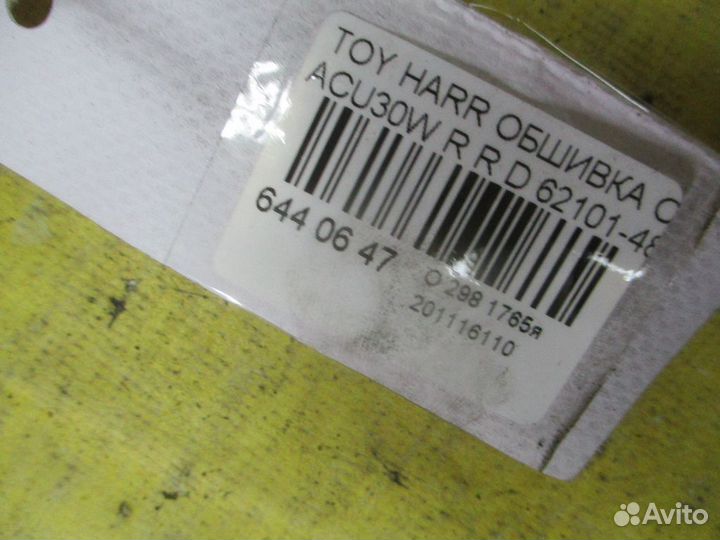 TOY HARR ОБШИВКА С
ACU30W R R D 62101-48
644 06 47
O 298 1765я
201116110
Avito